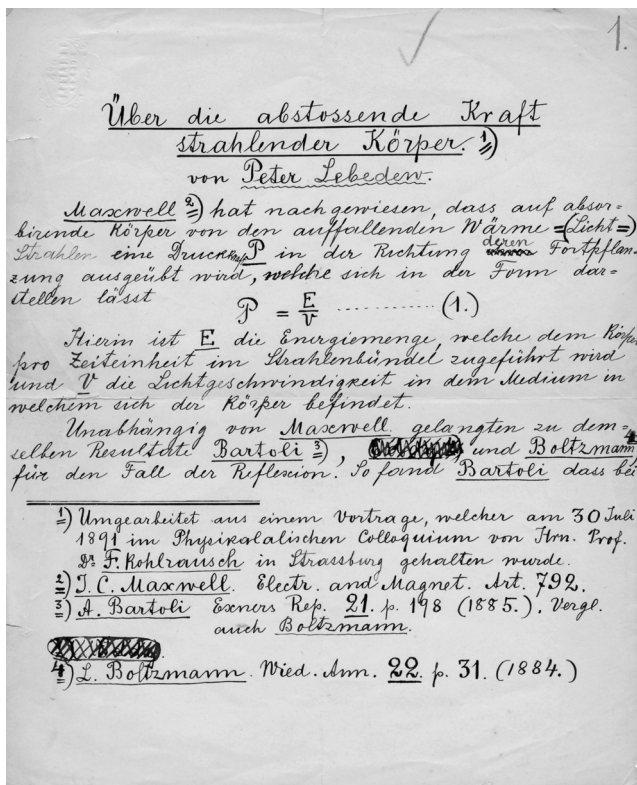 1.
Über die abstossende Kraft
strahlender Körper. 1)
von Peter Lebedew.
Maxwell 2) hat nachgewiesen, dass auf absor=
birende Körper von den auffallenden Wärme=(Licht=)
Strahlen eine Druckkraft P in der Richtung deren Fortpflan-
zung ausgeübt wird, welche sich in der Form dar=
stellen lässt
P = E/V ............ (1.)
Hierin ist E die Energiemenge, welche dem Körper
pro Zeiteinheit im Strahlenbündel zugeführt wird
und V die Lichtgeschwindigkeit in dem Medium in
welchem sich der Körper befindet.
Unabhängig von Maxwell gelangten zu dem=
selben Resultate Bartoli 3), und Boltzmann 4)
für den Fall der Reflexion. So fand Bartoli dass bei
1) Umgearbeitet aus einem Vortrage, welcher am 30 Juli
1891 im Physikalalischen Colloquium von Hrn. Prof.
Dr F. Kohlrausch in Strassburg gehalten wurde.
2) J. C. Maxwell. Electr. and Magnet. Art. 792.
3) A. Bartoli Exners Rep. 21. p. 198 (1885.). Vergl.
auch Boltzmann.
4) L. Boltzmann. Wied. Ann. 22. p. 31. (1884.)